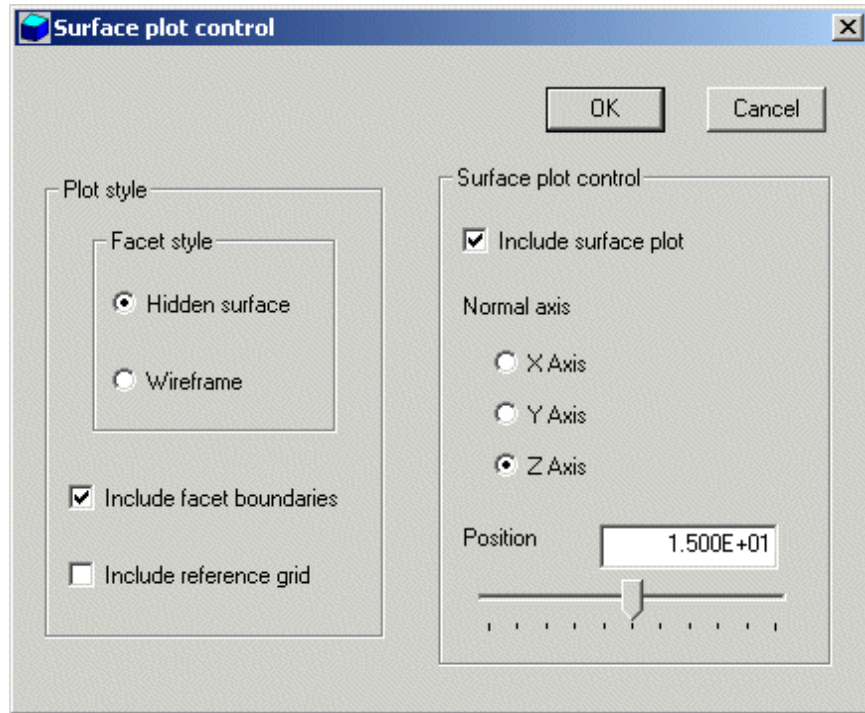 Surface plot control
OK
Cancel
Plot style
Facet style
Hidden surface
Wireframe
Include facet boundaries
Include reference grid
Surface plot control
Include surface plot
Normal axis
X Axis
Y Axis
Z Axis
Position
1.500E+01